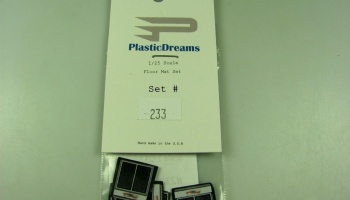 PlasticDreams
1/25 Scale
Floor Mat Set
Set #
233
Hand made in the U.S.A